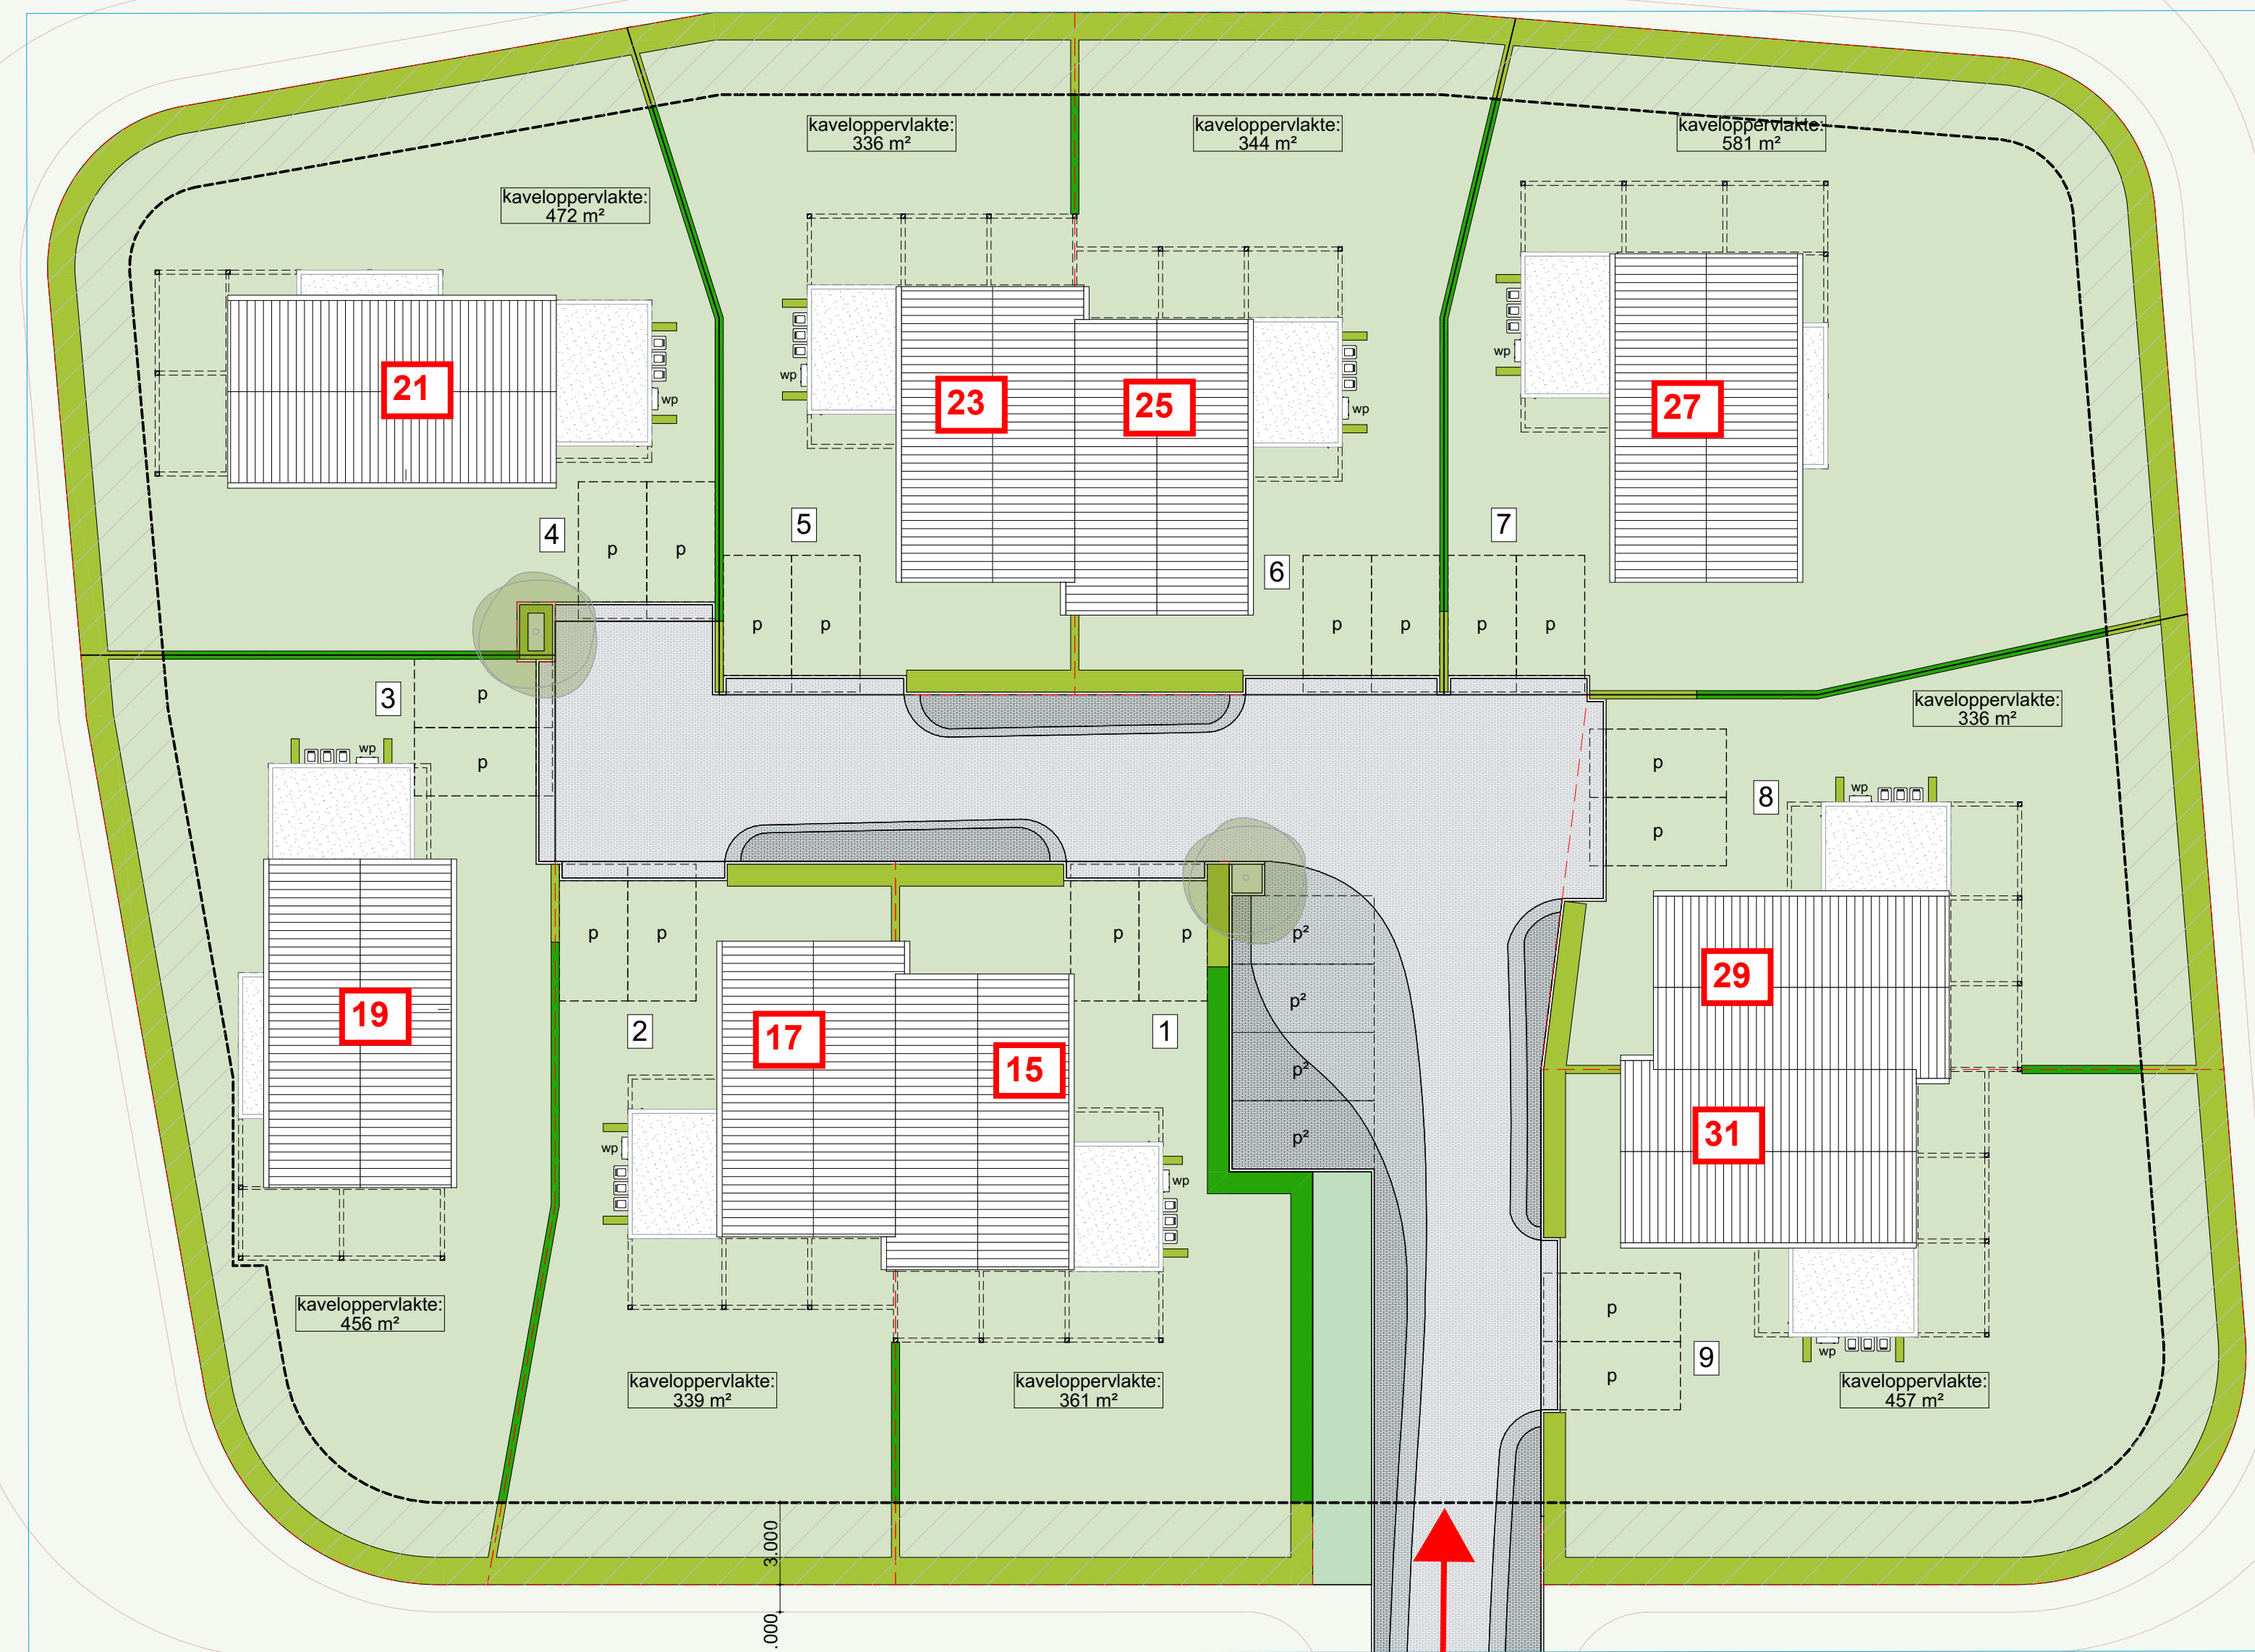 kaveloppervlakte:
336 m²
kaveloppervlakte:
344 m²
kaveloppervlakte:
581 m²
kaveloppervlakte:
472 m²
21
wp
23
25
wp
wp
wp
27
4
p
p
5
p
p
6
p
p
7
p
p
3
p
p
wp
kaveloppervlakte:
336 m²
p
p
8
wp
19
p
p
2
17
15
p
p
1
p²
p²
p²
p²
29
31
wp
wp
wp
kaveloppervlakte:
456 m²
kaveloppervlakte:
339 m²
kaveloppervlakte:
361 m²
p
p
9
kaveloppervlakte:
457 m²
3.000
.000